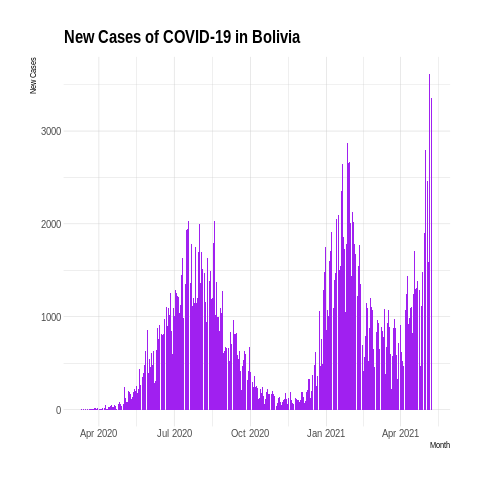 New Cases of COVID-19 in Bolivia
New Cases
3000
2000
1000
0
Apr 2020
Jul 2020
Oct 2020
Jan 2021
Apr 2021
Month